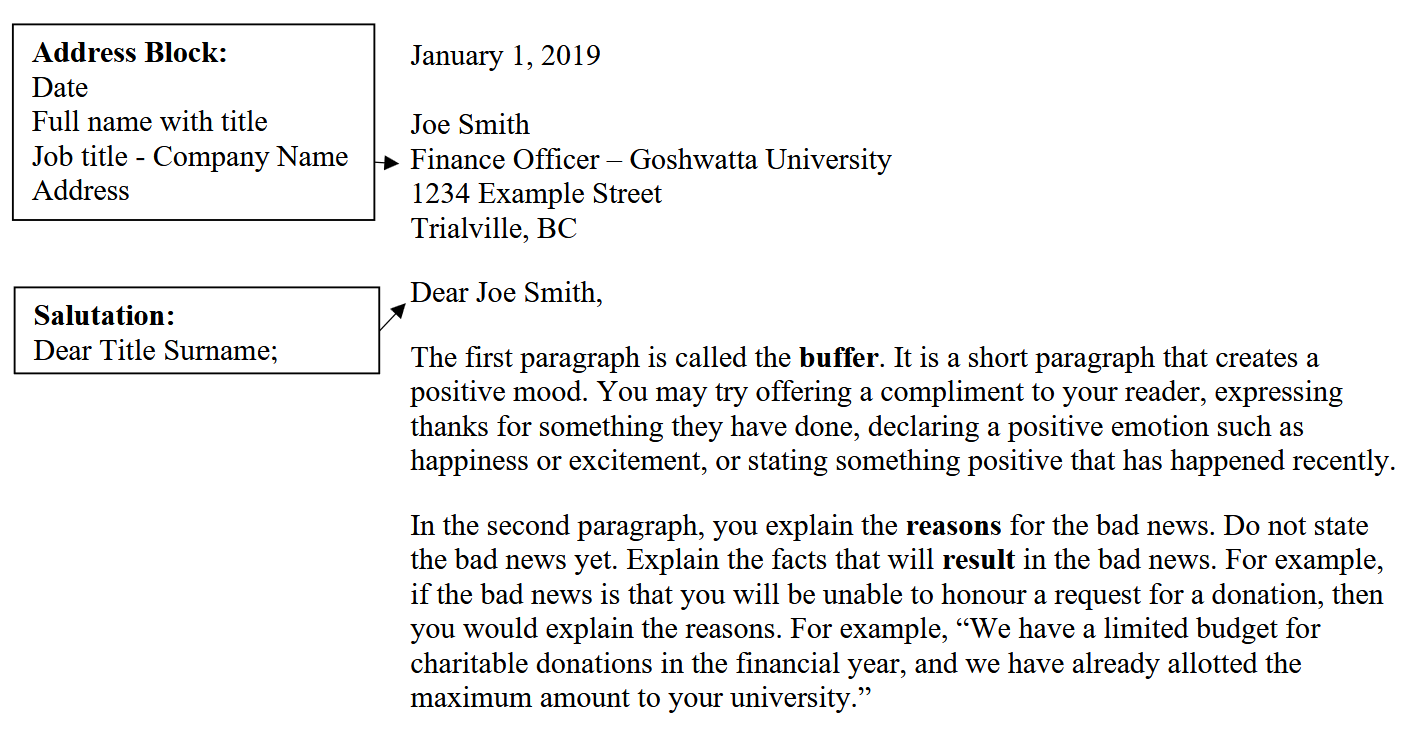 Address Block:
Date
Full name with title
Job title - Company Name
Address
January 1, 2019
Joe Smith
Finance Officer – Goshwatta University
1234 Example Street
Trialville, BC
Salutation:
Dear Title Surname;
Dear Joe Smith,
The first paragraph is called the buffer. It is a short paragraph that creates a
positive mood. You may try offering a compliment to your reader, expressing
thanks for something they have done, declaring a positive emotion such as
happiness or excitement, or stating something positive that has happened recently.
In the second paragraph, you explain the reasons for the bad news. Do not state
the bad news yet. Explain the facts that will result in the bad news. For example,
if the bad news is that you will be unable to honour a request for a donation, then
you would explain the reasons. For example, “We have a limited budget for
charitable donations in the financial year, and we have already allotted the
maximum amount to your university.”